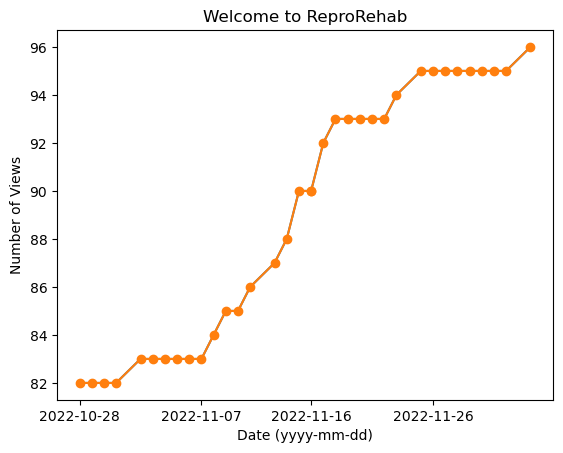 Welcome to ReproRehab
Number of Views
96
94
92
90
88
86
84
82
2022-10-28 2022-11-07 2022-11-16 2022-11-26
Date (yyyy-mm-dd)